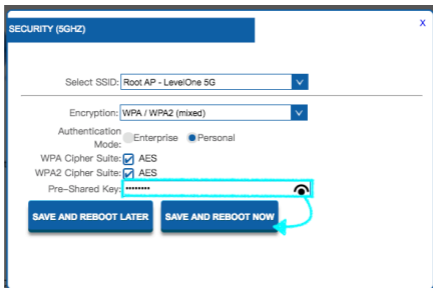 SECURITY (5GHZ)
x
Select SSID: Root AP - LevelOne 5G
Encryption: WPA / WPA2 (mixed)
Authentication
Mode: Enterprise Personal
WPA Cipher Suite: AES
WPA2 Cipher Suite: AES
Pre-Shared Key: ••••••••
SAVE AND REBOOT LATER SAVE AND REBOOT NOW